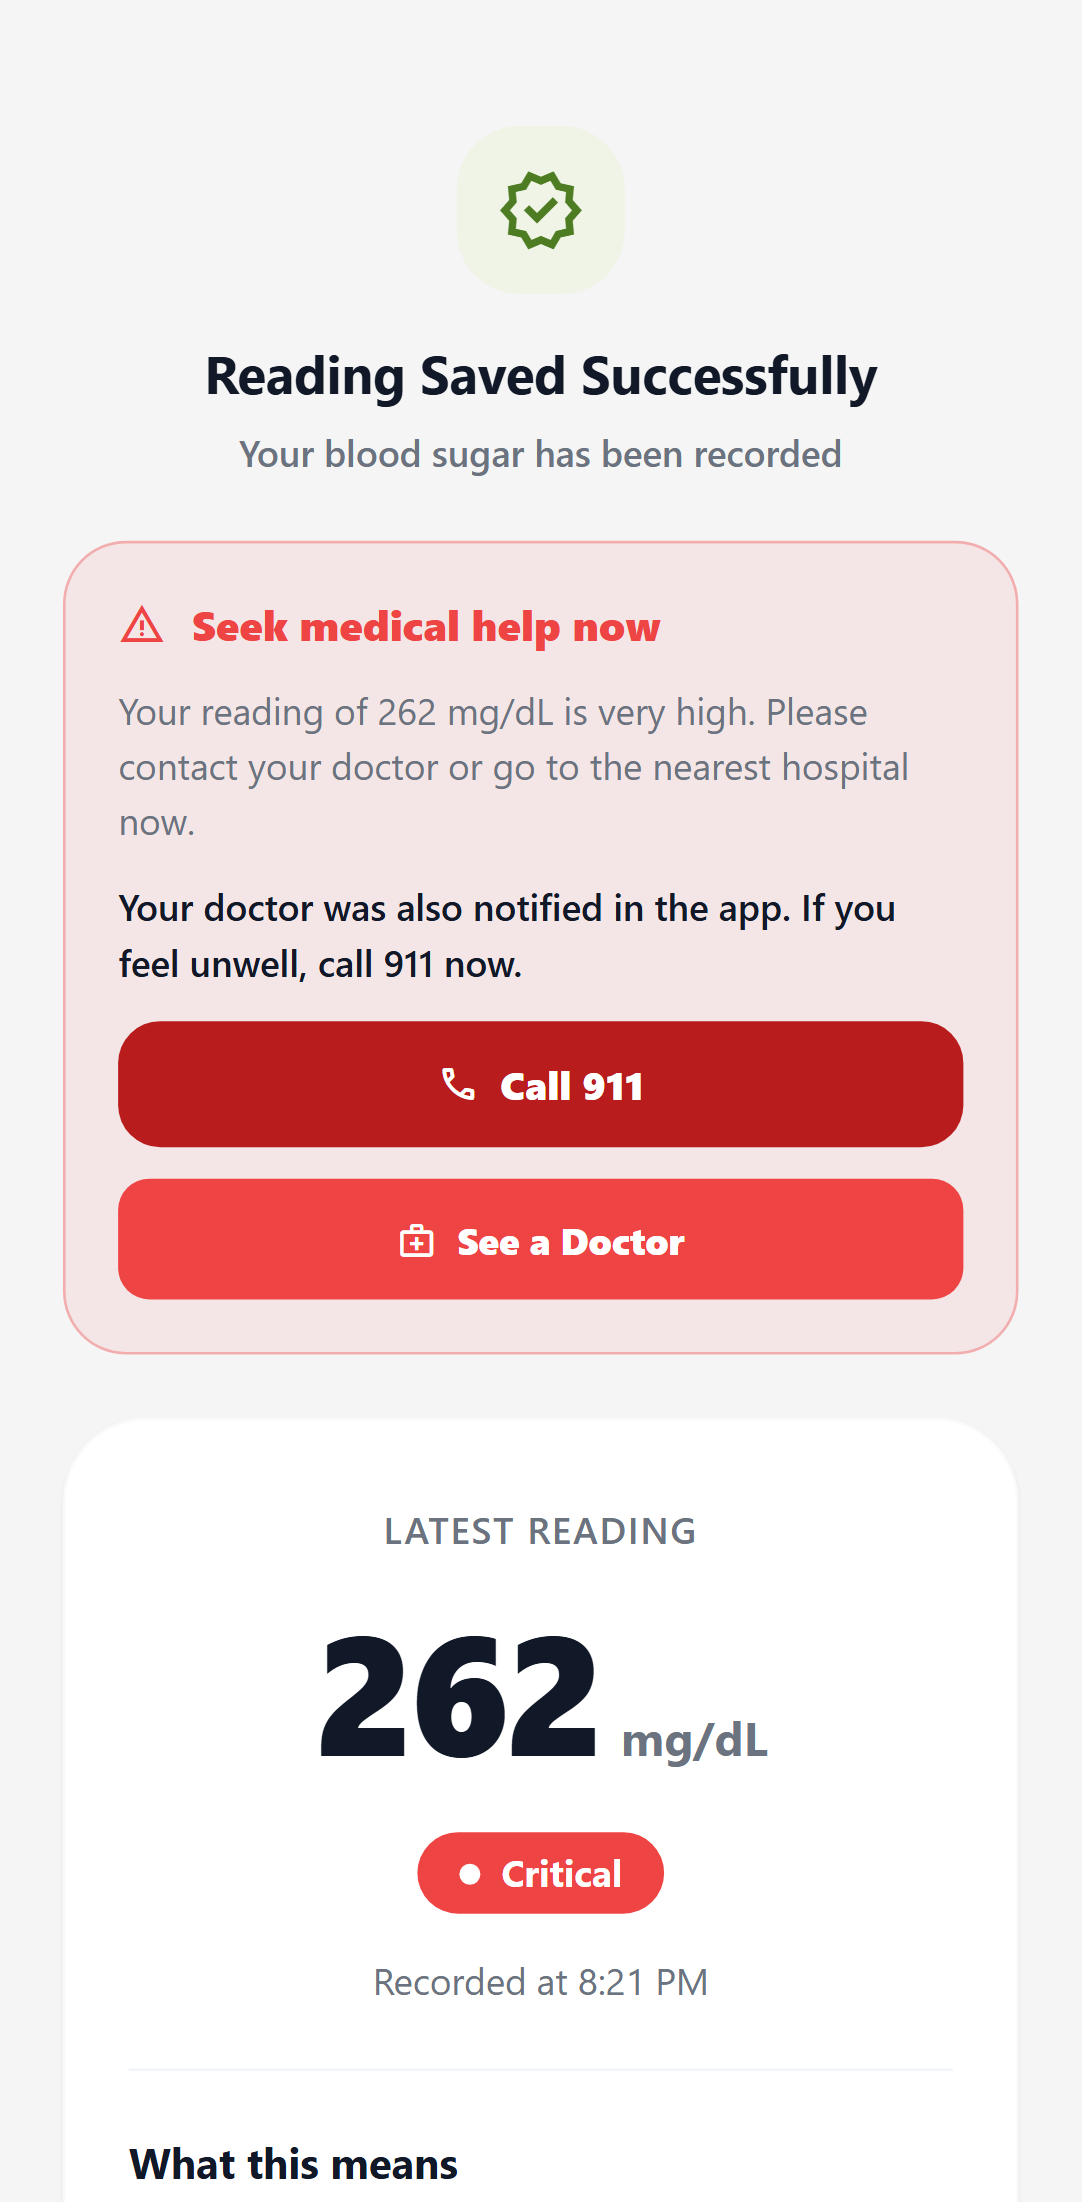 Reading Saved Successfully
Your blood sugar has been recorded
Seek medical help now
Your reading of 262 mg/dL is very high. Please
contact your doctor or go to the nearest hospital
now.
Your doctor was also notified in the app. If you
feel unwell, call 911 now.
Call 911
See a Doctor
LATEST READING
262 mg/dL
Critical
Recorded at 8:21 PM
What this means